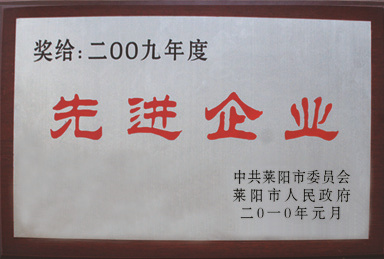 奖给:二00九年度
先进企业
中共莱阳市委员会
莱阳市人民政府
二0一0年元月